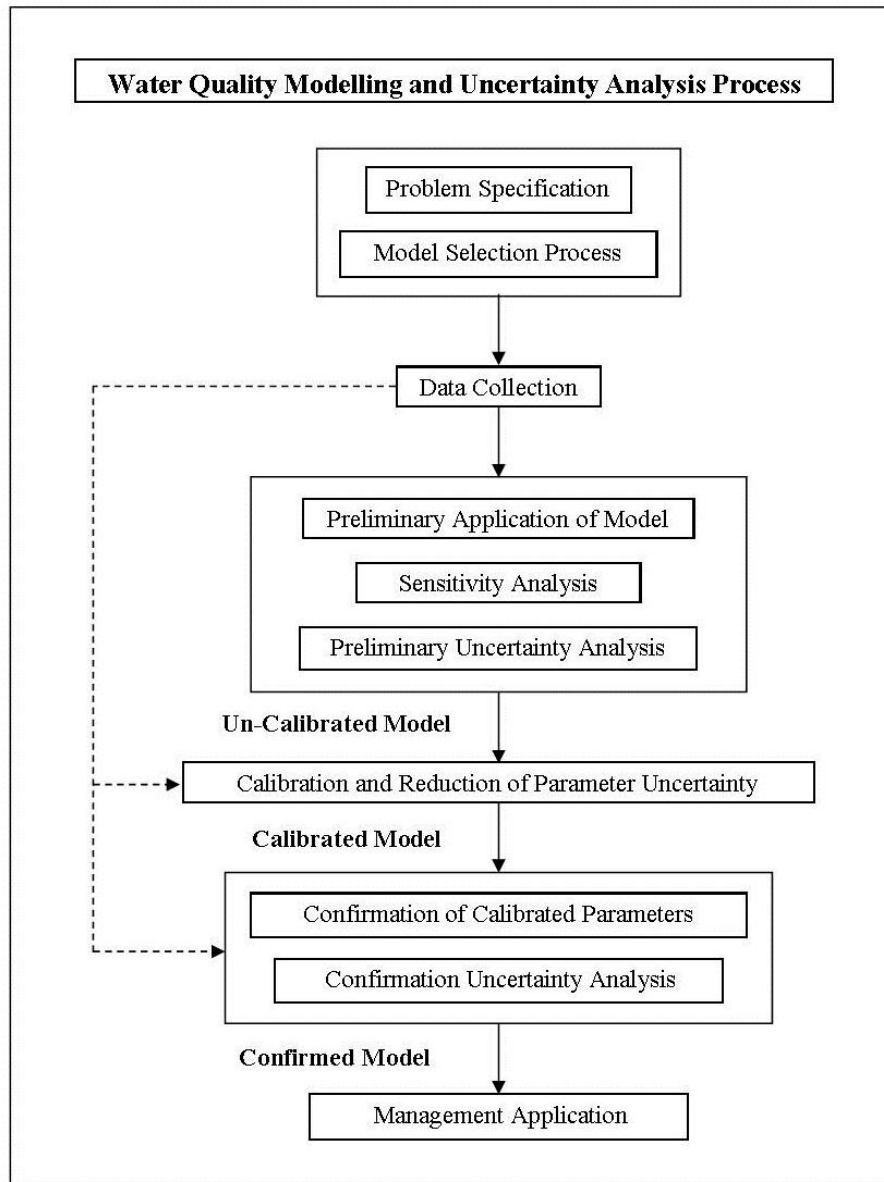 Water Quality Modelling and Uncertainty Analysis Process
Problem Specification
Model Selection Process
Data Collection
Preliminary Application of Model
Sensitivity Analysis
Preliminary Uncertainty Analysis
Un-Calibrated Model
Calibration and Reduction of Parameter Uncertainty
Calibrated Model
Confirmation of Calibrated Parameters
Confirmation Uncertainty Analysis
Confirmed Model
Management Application